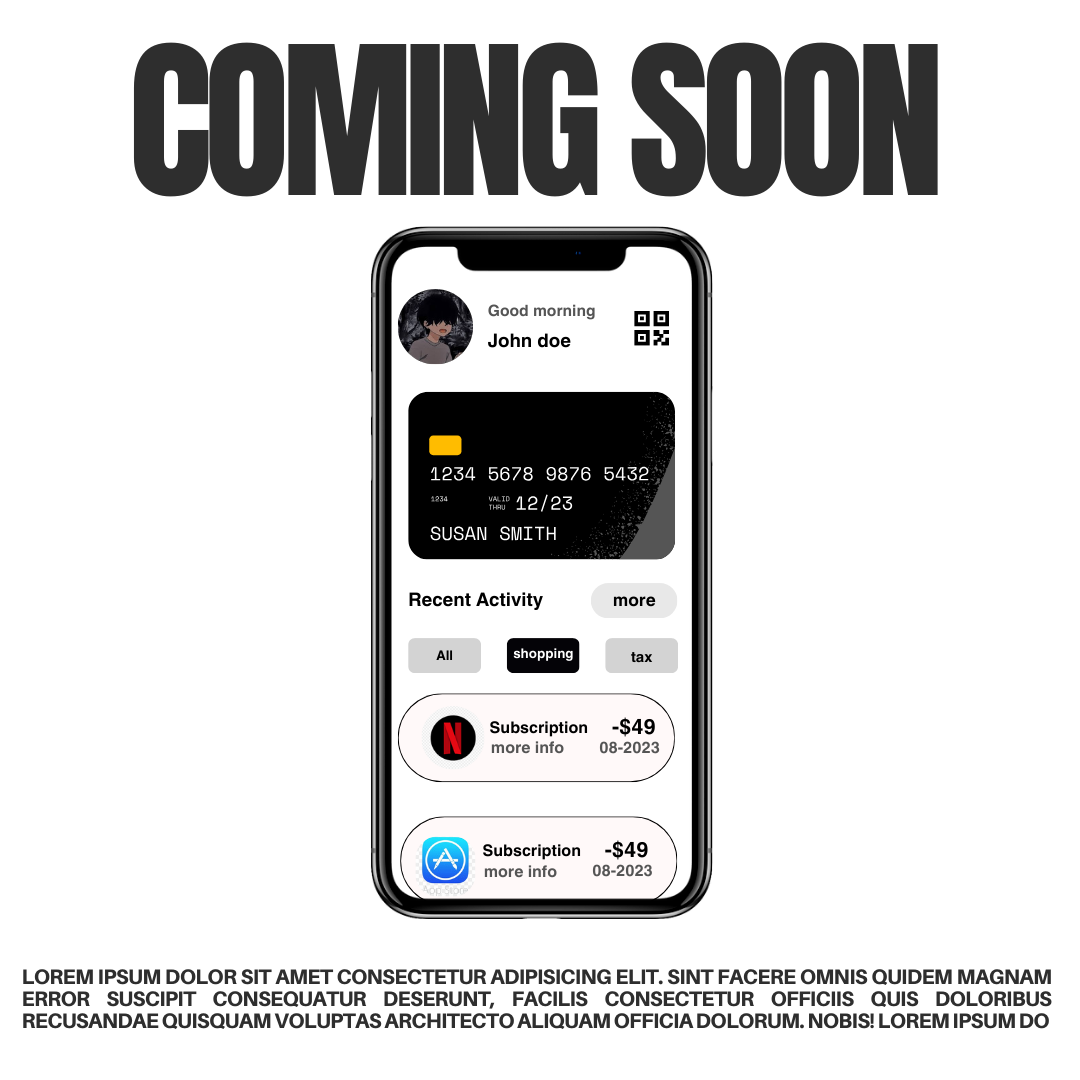 COMING SOON
Good morning
John doe
1234 5678 9876 5432
1234 VALID THRU 12/23
SUSAN SMITH
Recent Activity more
All shopping tax
N
Subscription -$49
more info 08-2023
Subscription -$49
more info 08-2023
App Store
LOREM IPSUM DOLOR SIT AMET CONSECTETUR ADIPISICING ELIT. SINT FACERE OMNIS QUIDEM MAGNAM
ERROR SUSCIPIT CONSEQUATUR DESERUNT, FACILIS CONSECTETUR OFFICIIS QUIS DOLORIBUS
RECUSANDAE QUISQUAM VOLUPTAS ARCHITECTO ALIQUAM OFFICIA DOLORUM. NOBIS! LOREM IPSUM DO